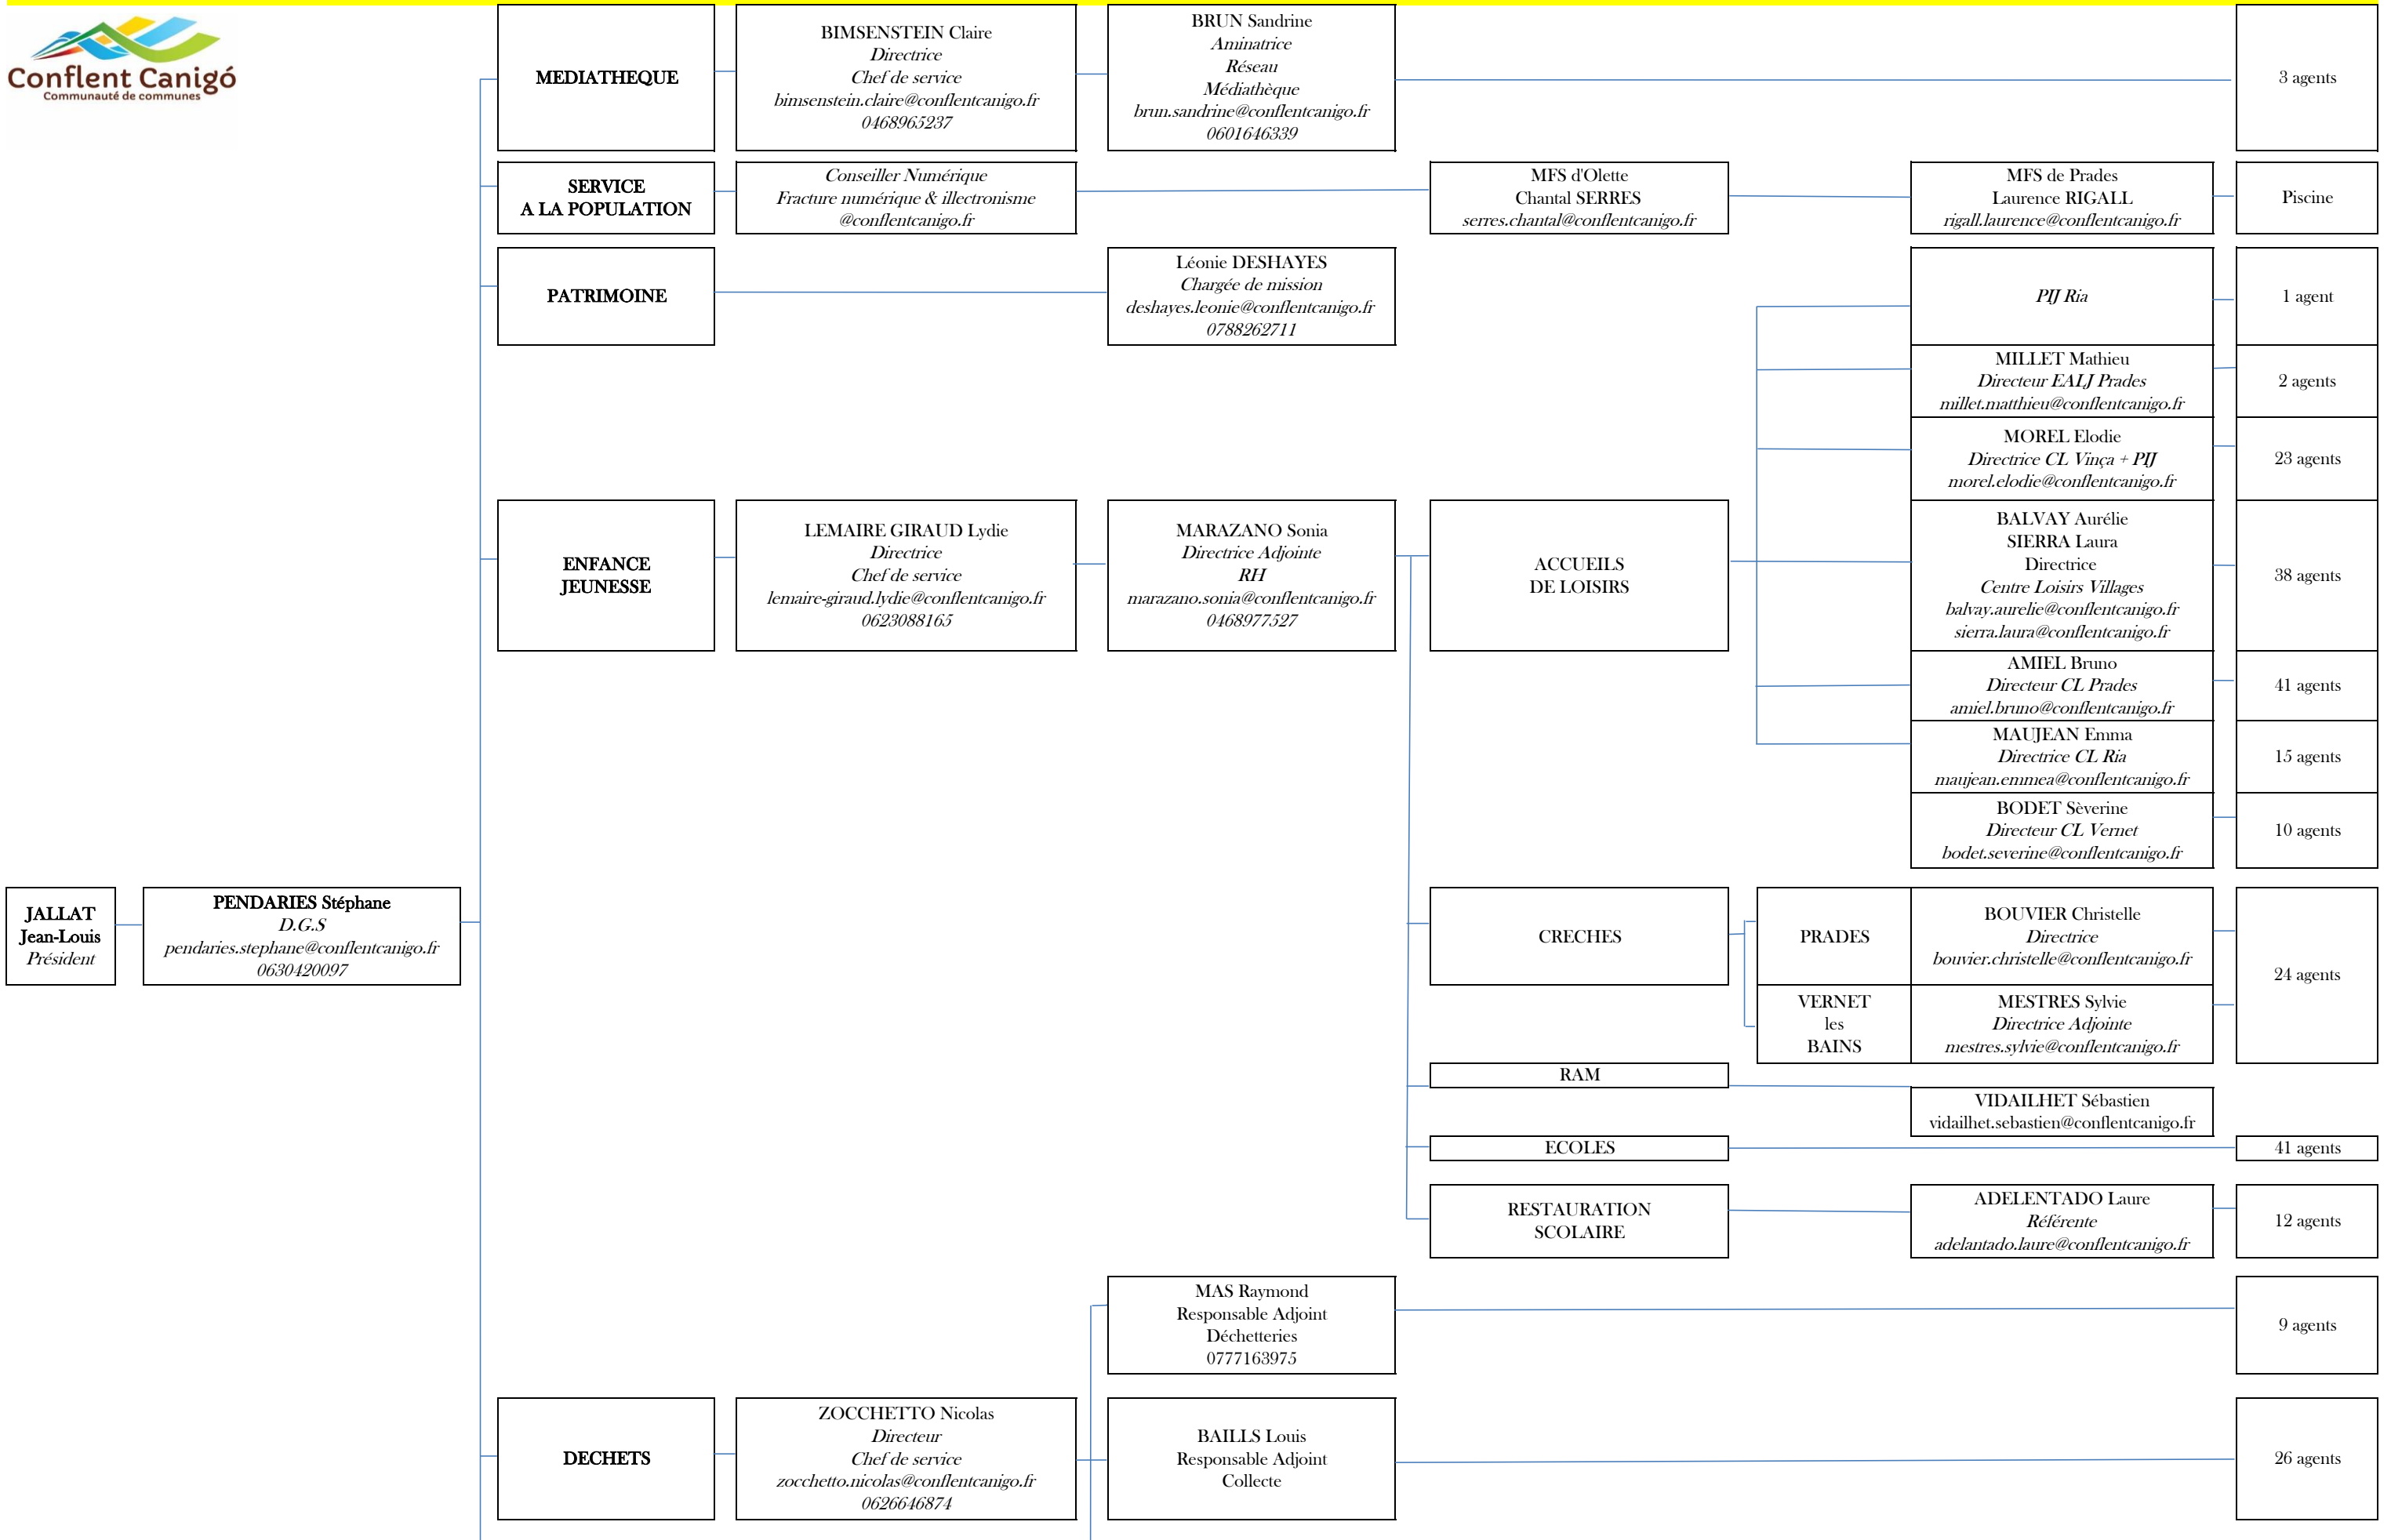 Conflent Canigó
Communauté de communes
MEDIATHEQUE
BIMSENSTEIN Claire
Directrice
Chef de service
bimsenstein.claire@conflentcanigo.fr
0468965237
BRUN Sandrine
Aminatrice
Réseau
Médiathèque
brun.sandrine@conflentcanigo.fr
0601646339
3 agents
SERVICE
A LA POPULATION
Conseiller Numérique
Fracture numérique & illectronisme
@conflentcanigo.fr
MFS d'Olette
Chantal SERRES
serres.chantal@conflentcanigo.fr
MFS de Prades
Laurence RIGALL
rigall.laurence@conflentcanigo.fr
Piscine
PATRIMOINE
Léonie DESHAYES
Chargée de mission
deshayes.leonie@conflentcanigo.fr
0788262711
PIJ Ria
1 agent
MILLET Mathieu
Directeur EALJ Prades
millet.matthieu@conflentcanigo.fr
2 agents
MOREL Elodie
Directrice CL Vinça + PIJ
morel.elodie@conflentcanigo.fr
23 agents
ENFANCE
JEUNESSE
LEMAIRE GIRAUD Lydie
Directrice
Chef de service
lemaire-giraud.lydie@conflentcanigo.fr
0623088165
MARAZANO Sonia
Directrice Adjointe
RH
marazano.sonia@conflentcanigo.fr
0468977527
ACCUEILS
DE LOISIRS
BALVAY Aurélie
SIERRA Laura
Directrice
Centre Loisirs Villages
balvay.aurelie@conflentcanigo.fr
sierra.laura@conflentcanigo.fr
38 agents
AMIEL Bruno
Directeur CL Prades
amiel.bruno@conflentcanigo.fr
41 agents
MAUJEAN Emma
Directrice CL Ria
maujean.emmea@conflentcanigo.fr
15 agents
BODET Sèverine
Directeur CL Vernet
bodet.severine@conflentcanigo.fr
10 agents
JALLAT
Jean-Louis
Président
PENDARIES Stéphane
D.G.S
pendaries.stephane@conflentcanigo.fr
0630420097
CRECHES
PRADES
BOUVIER Christelle
Directrice
bouvier.christelle@conflentcanigo.fr
24 agents
VERNET
les
BAINS
MESTRES Sylvie
Directrice Adjointe
mestres.sylvie@conflentcanigo.fr
RAM
VIDAILHET Sébastien
vidailhet.sebastien@conflentcanigo.fr
ECOLES
41 agents
RESTAURATION
SCOLAIRE
ADELENTADO Laure
Référente
adelantado.laure@conflentcanigo.fr
12 agents
MAS Raymond
Responsable Adjoint
Déchetteries
0777163975
9 agents
DECHETS
ZOCCHETTO Nicolas
Directeur
Chef de service
zocchetto.nicolas@conflentcanigo.fr
0626646874
BAILLS Louis
Responsable Adjoint
Collecte
26 agents